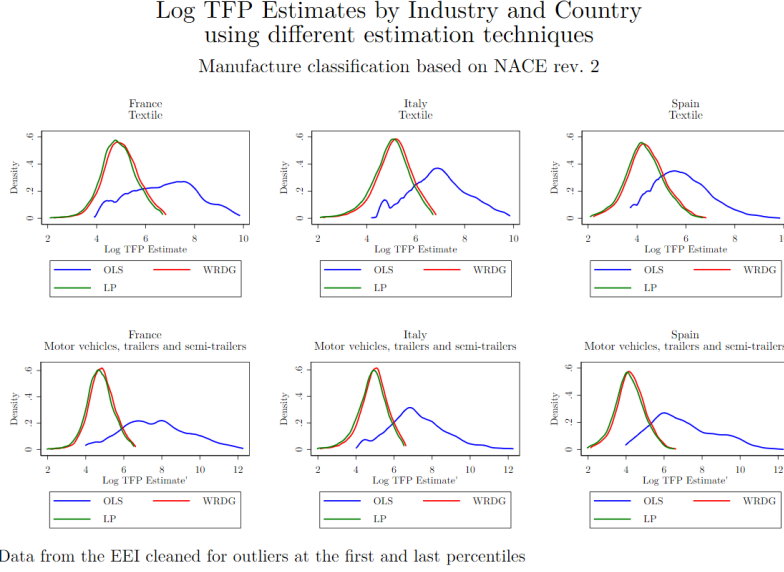 Log TFP Estimates by Industry and Country
using different estimation techniques
Manufacture classification based on NACE rev. 2
France
Textile
Density
0 .2 .4 .6
2 4 6 8 10
Log TFP Estimate
OLS WRDG
LP
Italy
Textile
Density
0 .2 .4 .6
2 4 6 8 10
Log TFP Estimate
OLS WRDG
LP
Spain
Textile
Density
0 .2 .4 .6
2 4 6 8
Log TFP Estimate
OLS WRDG
LP
France
Motor vehicles, trailers and semi-trailers
Density
0 .2 .4 .6
2 4 6 8 10 12
Log TFP Estimate'
OLS WRDG
LP
Italy
Motor vehicles, trailers and semi-trailers
Density
0 .2 .4 .6
2 4 6 8 10 12
Log TFP Estimate'
OLS WRDG
LP
Spain
Motor vehicles, trailers and semi-trailers
Density
0 .2 .4 .6
2 4 6 8 10 12
Log TFP Estimate'
OLS WRDG
LP
Data from the EEI cleaned for outliers at the first and last percentiles